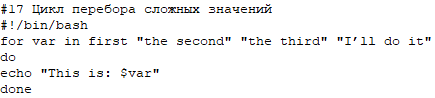 #17 Цикл перебора сложных значений
#!/bin/bash
for var in first "the second" "the third" "I’ll do it"
do
echo "This is: $var"
done